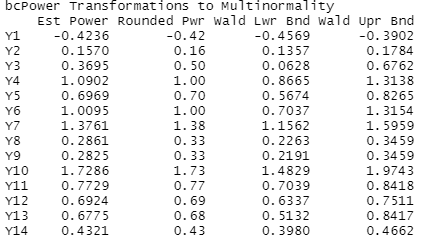 bcPower Transformations to Multinormality
Est Power Rounded Pwr Wald Lwr Bnd Wald Upr Bnd
Y1 -0.4236 -0.42 -0.4569 -0.3902
Y2 0.1570 0.16 0.1357 0.1784
Y3 0.3695 0.50 0.0628 0.6762
Y4 1.0902 1.00 0.8665 1.3138
Y5 0.6969 0.70 0.5674 0.8265
Y6 1.0095 1.00 0.7037 1.3154
Y7 1.3761 1.38 1.1562 1.5959
Y8 0.2861 0.33 0.2263 0.3459
Y9 0.2825 0.33 0.2191 0.3459
Y10 1.7286 1.73 1.4829 1.9743
Y11 0.7729 0.77 0.7039 0.8418
Y12 0.6924 0.69 0.6337 0.7511
Y13 0.6775 0.68 0.5132 0.8417
Y14 0.4321 0.43 0.3980 0.4662